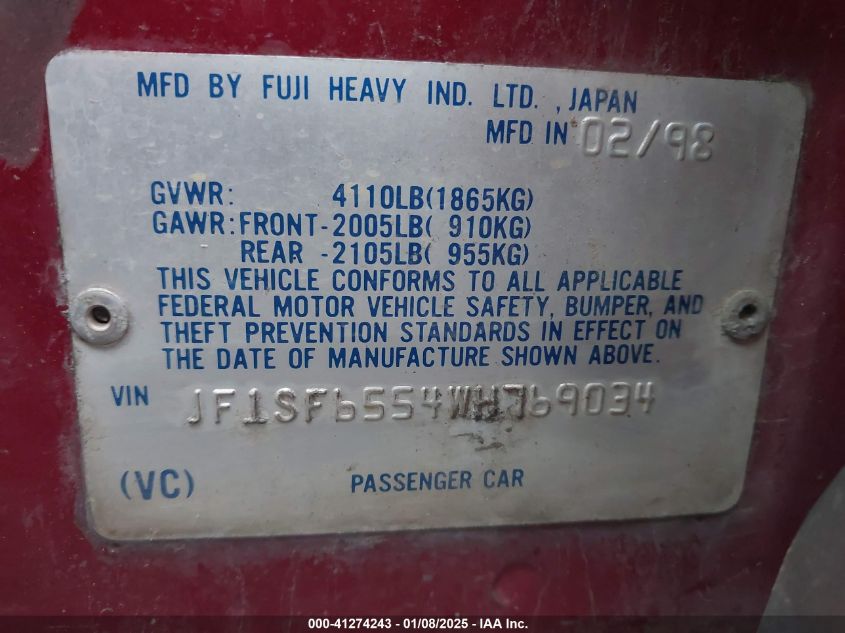 MFD BY FUJI HEAVY IND. LTD. , JAPAN
MFD IN 02/98
GVWR: 4110LB(1865KG)
GAWR:FRONT-2005LB( 910KG)
REAR -2105LB( 955KG)
THIS VEHICLE CONFORMS TO ALL APPLICABLE
FEDERAL MOTOR VEHICLE SAFETY, BUMPER, AND
THEFT PREVENTION STANDARDS IN EFFECT ON
THE DATE OF MANUFACTURE SHOWN ABOVE.
VIN JF1SF6554WH769034
(VC) PASSENGER CAR
000-41274243 - 01/08/2025 - IAA Inc.